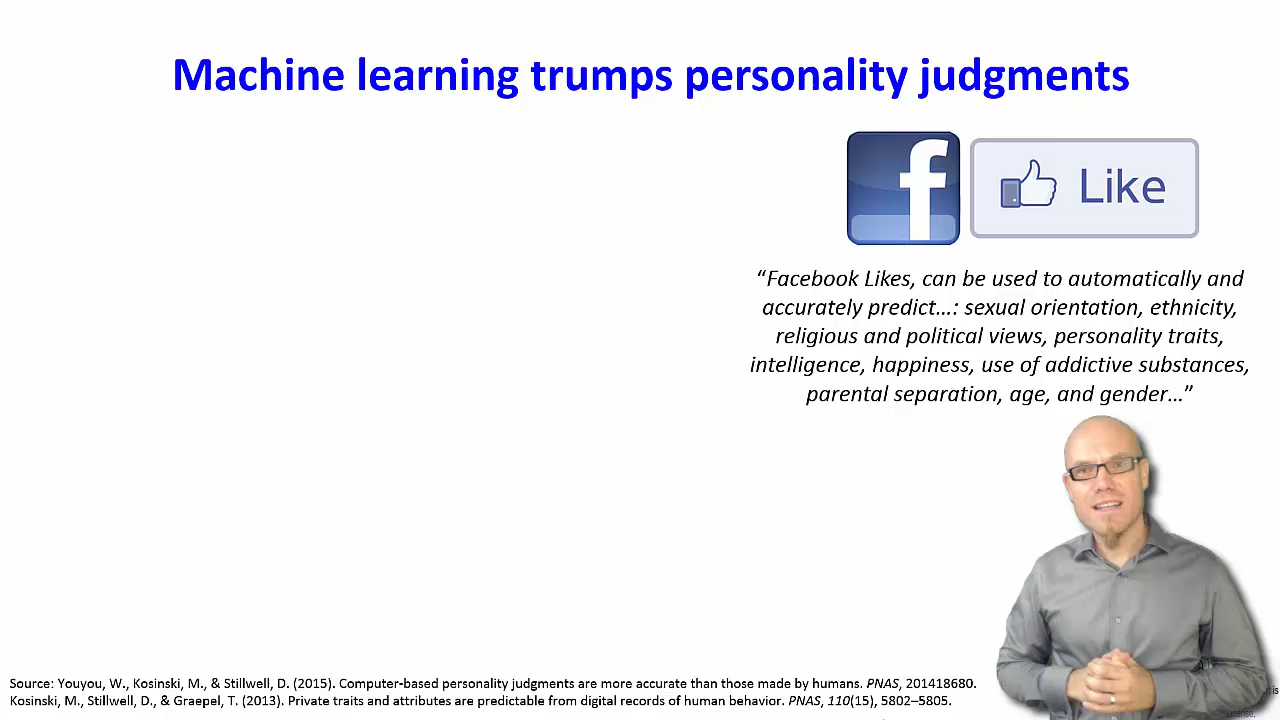 Machine learning trumps personality judgments
f
Like
“Facebook Likes, can be used to automatically and
accurately predict…: sexual orientation, ethnicity,
religious and political views, personality traits,
intelligence, happiness, use of addictive substances,
parental separation, age, and gender…”
Source: Youyou, W., Kosinski, M., & Stillwell, D. (2015). Computer-based personality judgments are more accurate than those made by humans. PNAS, 201418680.
Kosinski, M., Stillwell, D., & Graepel, T. (2013). Private traits and attributes are predictable from digital records of human behavior. PNAS, 110(15), 5802–5805.